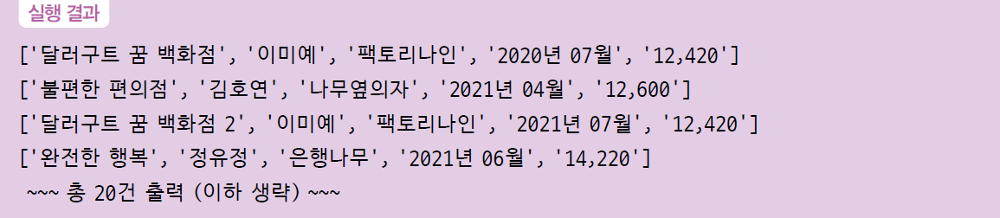 실행 결과
['달러구트 꿈 백화점', '이미예', '팩토리나인', '2020년 07월', '12,420']
['불편한 편의점', '김호연', '나무옆의자', '2021년 04월', '12,600']
['달러구트 꿈 백화점 2', '이미예', '팩토리나인', '2021년 07월', '12,420']
['완전한 행복', '정유정', '은행나무', '2021년 06월', '14,220']
~~~ 총 20건 출력 (이하 생략) ~~~